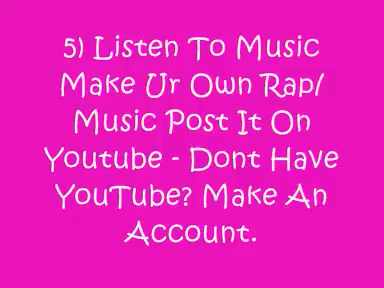 5) Listen To Music
Make Ur Own Rap/
Music Post It On
Youtube - Dont Have
YouTube? Make An
Account.